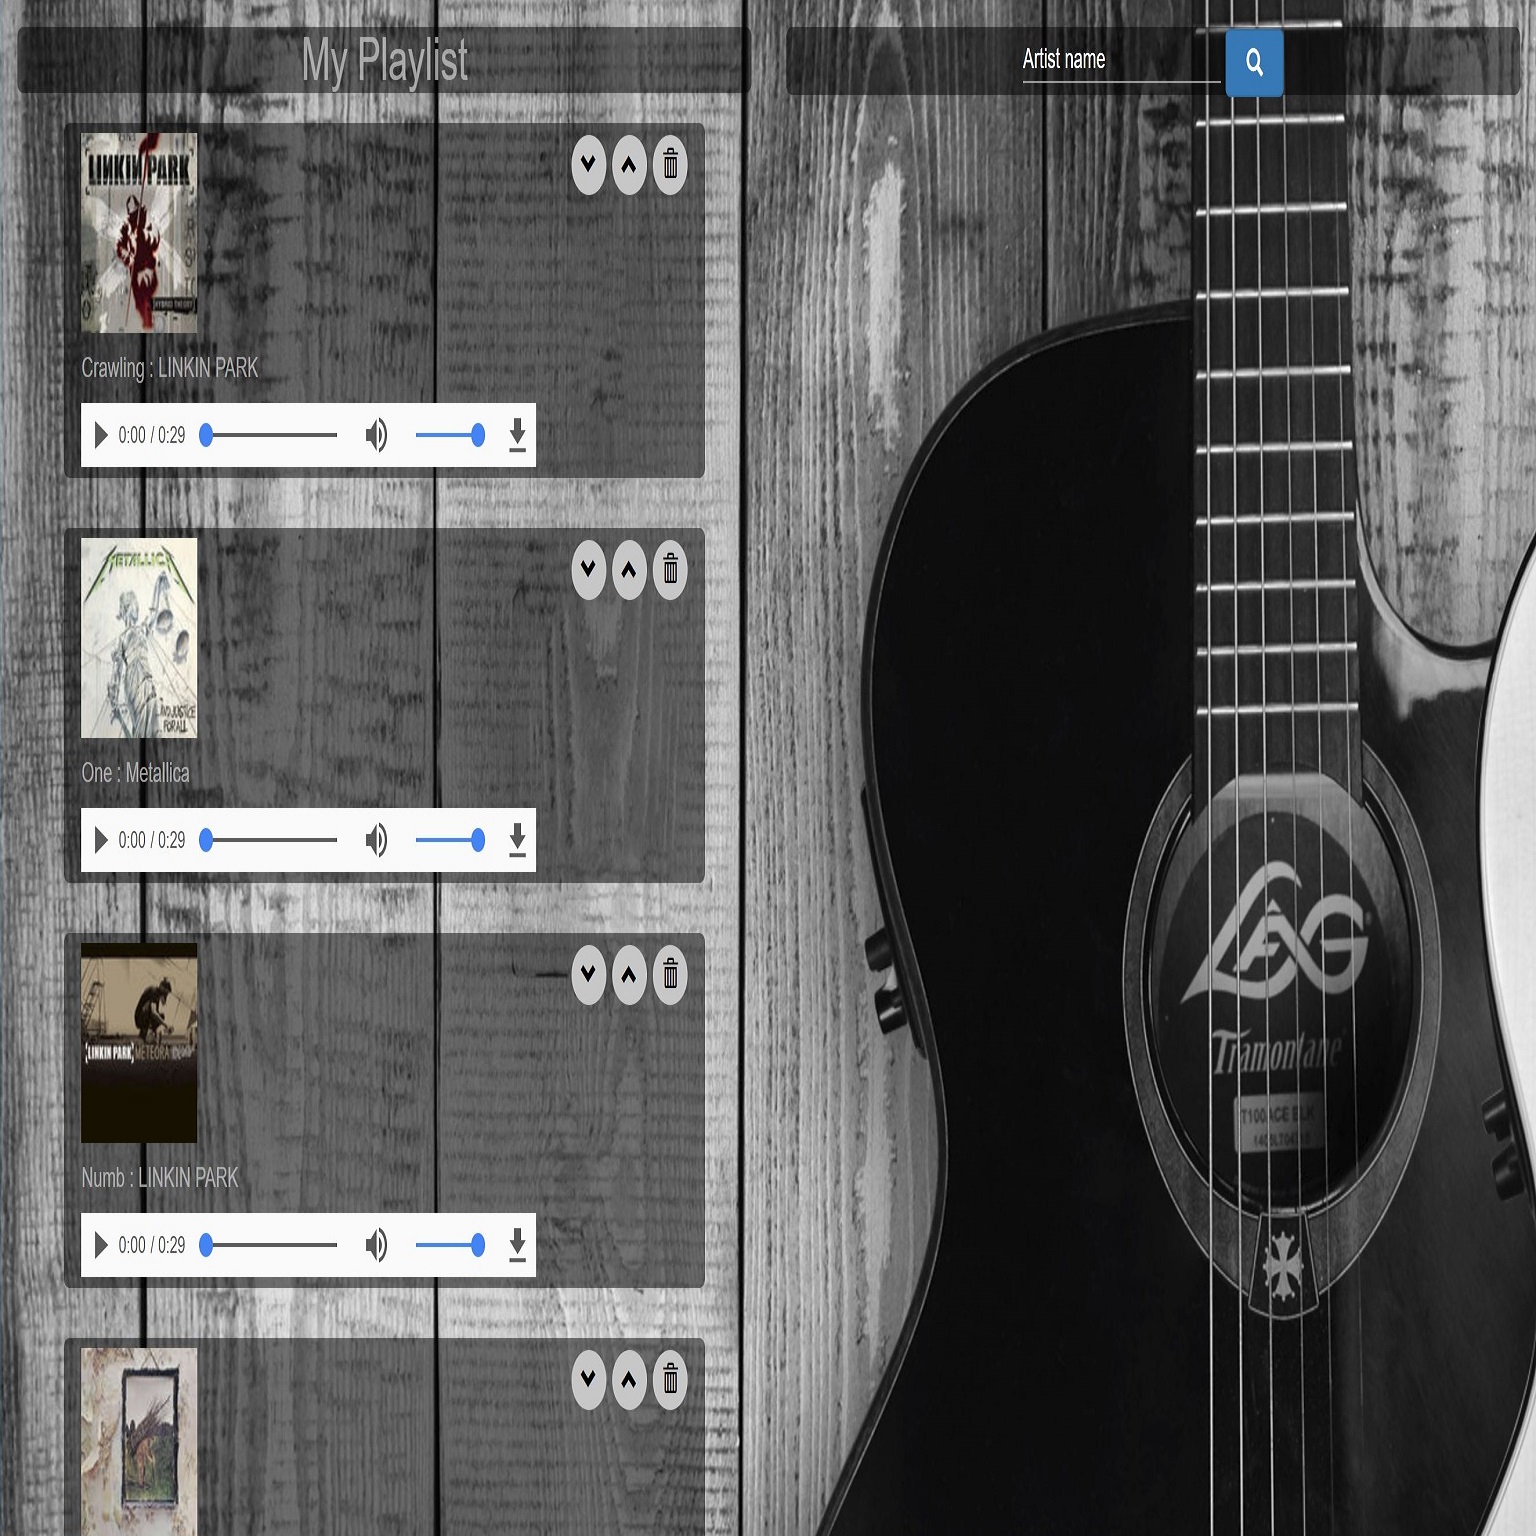 My Playlist
Artist name
LINKIN PARK
HYBRID THEORY
Crawling : LINKIN PARK
0:00 / 0:29
METALLICA
...AND JUSTICE
FOR ALL
One : Metallica
0:00 / 0:29
[LINKIN PARK] METEORA
Numb : LINKIN PARK
0:00 / 0:29
LAG
Tramontane
T100ACE BLK